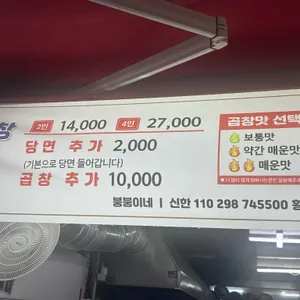 창 2인 14,000 4인 27,000
당면 추가 2,000
(기본으로 당면 들어갑니다)
곱창 추가 10,000
붕붕이네 | 신한 110 298 745500 홍
곱창맛 선택
보통맛
약간 매운맛
매운맛